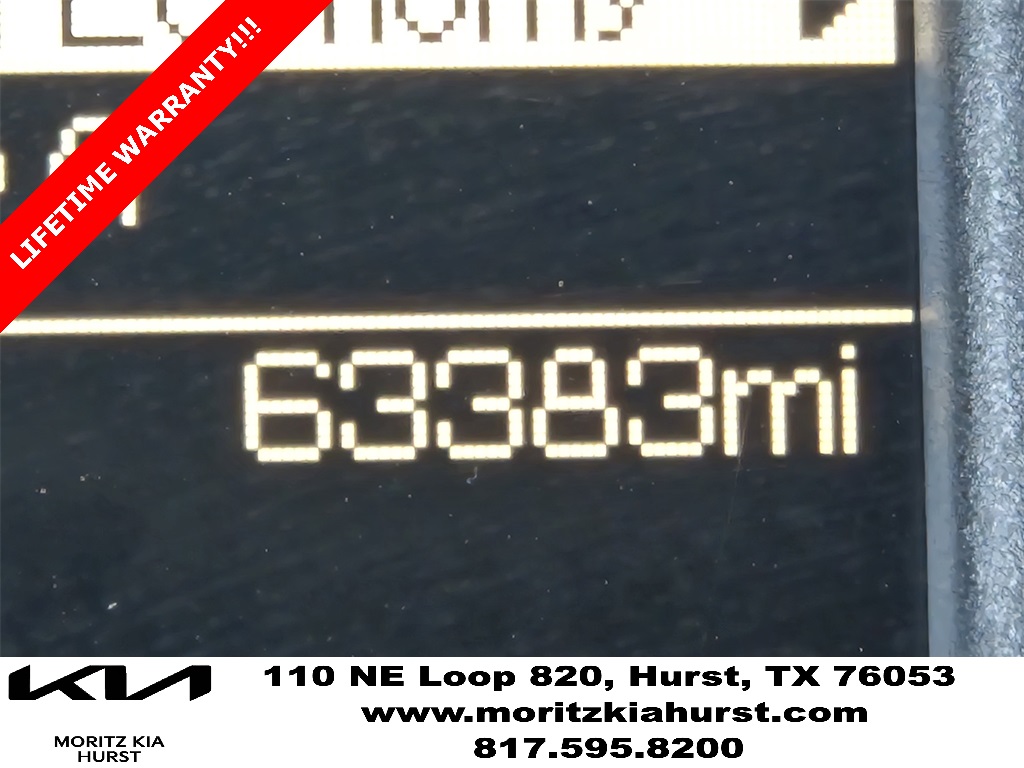 LIFETIME WARRANTY!!!
63383mi
KIA
110 NE Loop 820, Hurst, TX 76053
MORITZ KIA
HURST
www.moritzkiahurst.com
817.595.8200